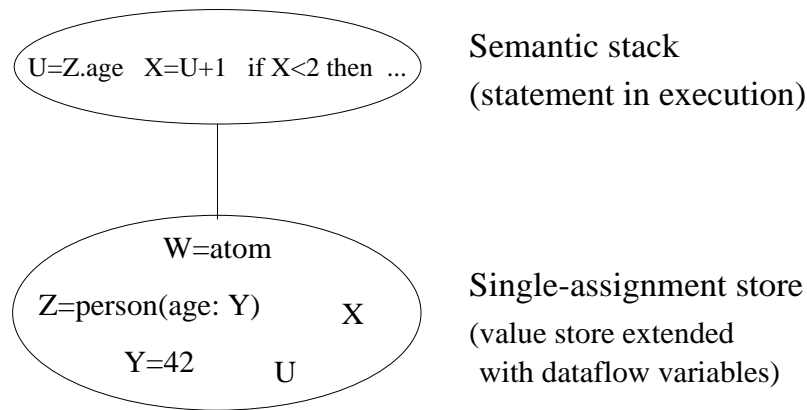 U=Z.age X=U+1 if X<2 then ...
Semantic stack
(statement in execution)
W=atom
Z=person(age: Y)
X
Y=42
U
Single-assignment store
(value store extended
with dataflow variables)